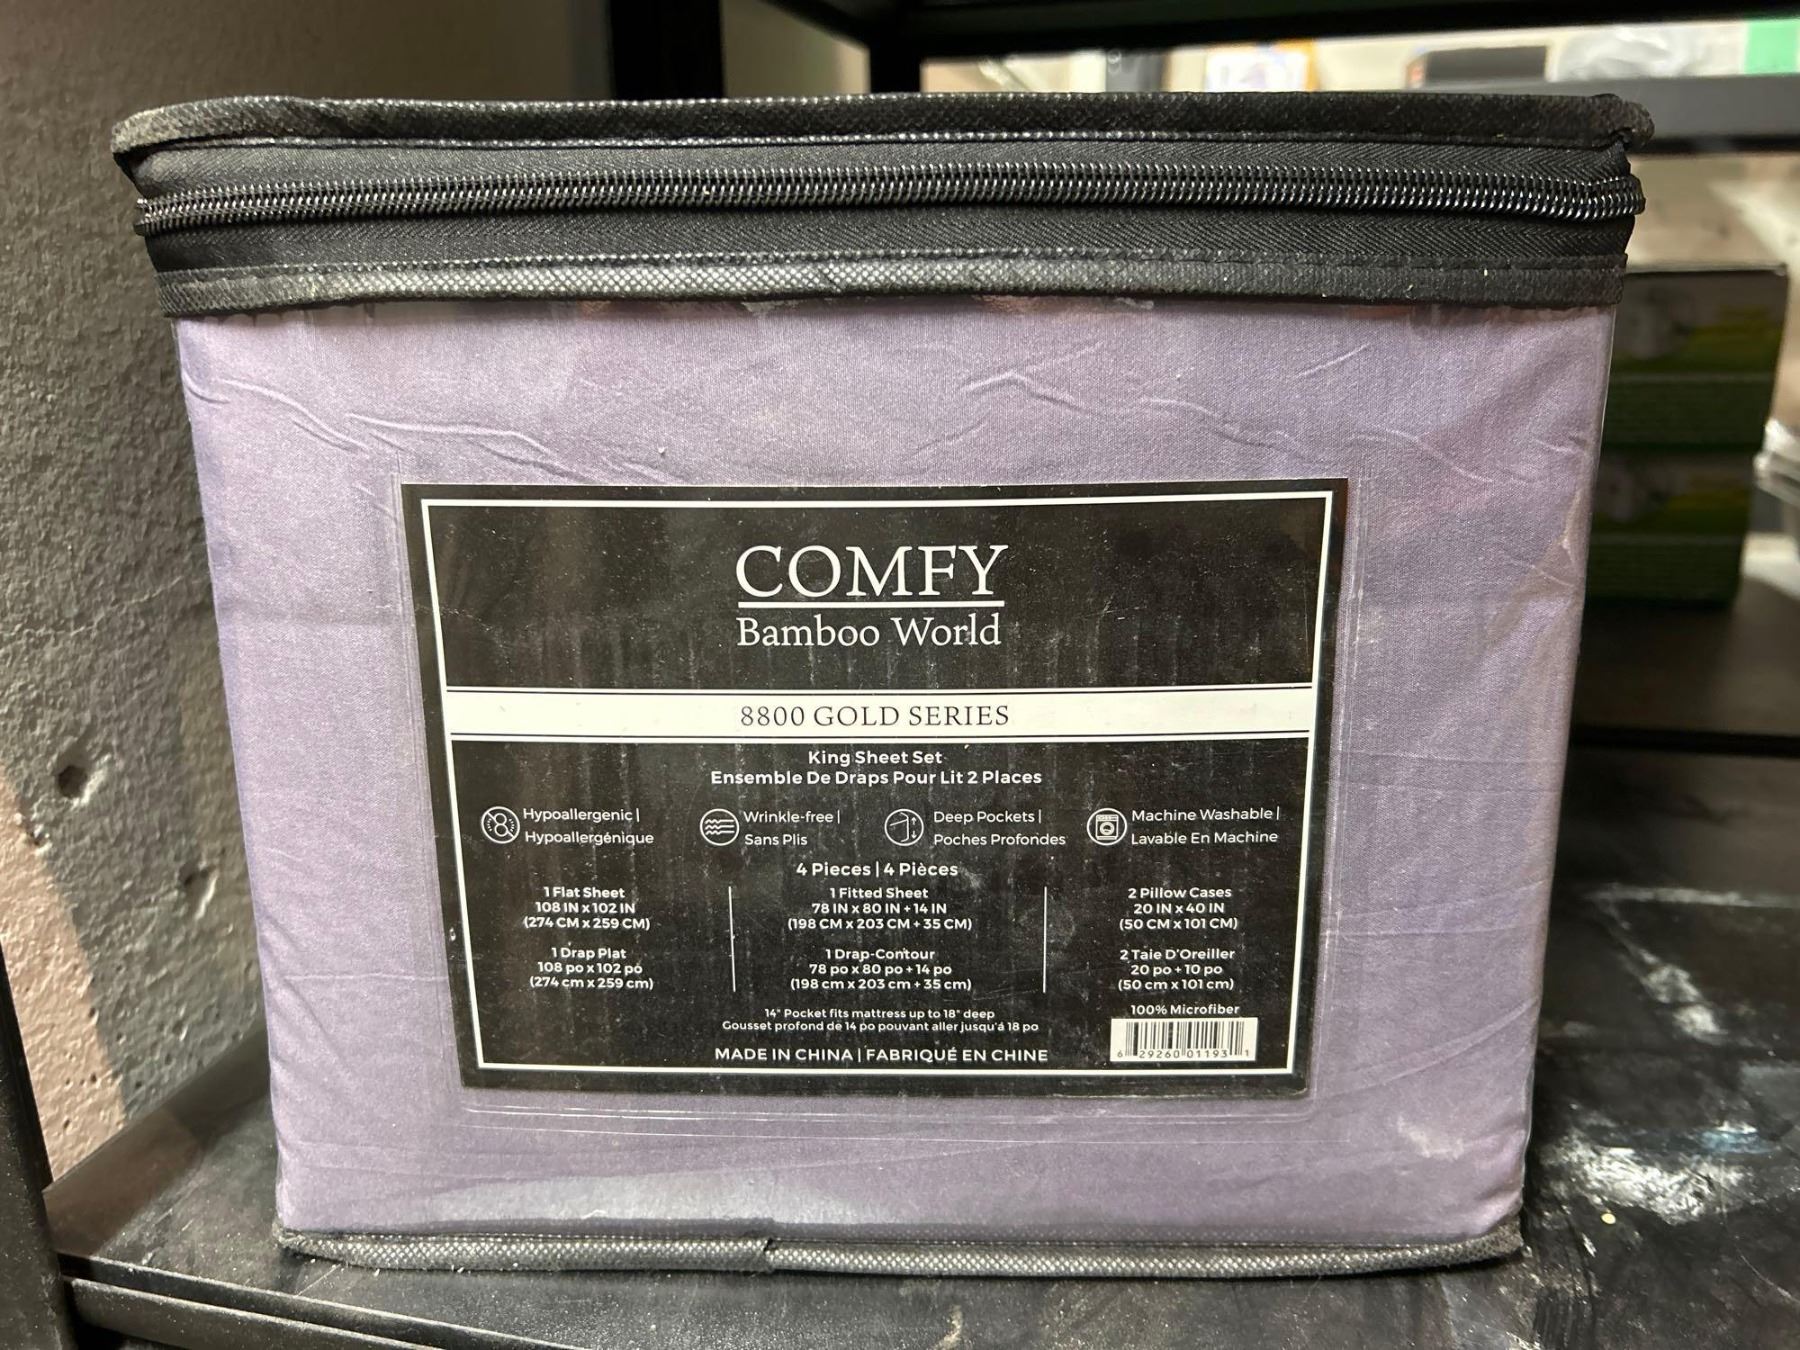 COMFY
Bamboo World
8800 GOLD SERIES
King Sheet Set
Ensemble De Draps Pour Lit 2 Places
Hypoallergenic |
Hypoallergénique
Wrinkle-free |
Sans Plis
Deep Pockets |
Poches Profondes
Machine Washable |
Lavable En Machine
4 Pieces | 4 Pièces
1 Flat Sheet
108 IN x 102 IN
(274 CM x 259 CM)
1 Drap Plat
108 po x 102 po
(274 cm x 259 cm)
1 Fitted Sheet
78 IN x 80 IN + 14 IN
(198 CM x 203 CM + 35 CM)
1 Drap-Contour
78 po x 80 po + 14 po
(198 cm x 203 cm + 35 cm)
2 Pillow Cases
20 IN x 40 IN
(50 CM x 101 CM)
2 Taie D'Oreiller
20 po + 10 po
(50 cm x 101 cm)
14" Pocket fits mattress up to 18" deep
Gousset profond de 14 po pouvant aller jusqu'á 18 po
MADE IN CHINA | FABRIQUÉ EN CHINE
100% Microfiber
6 29260 01193 1